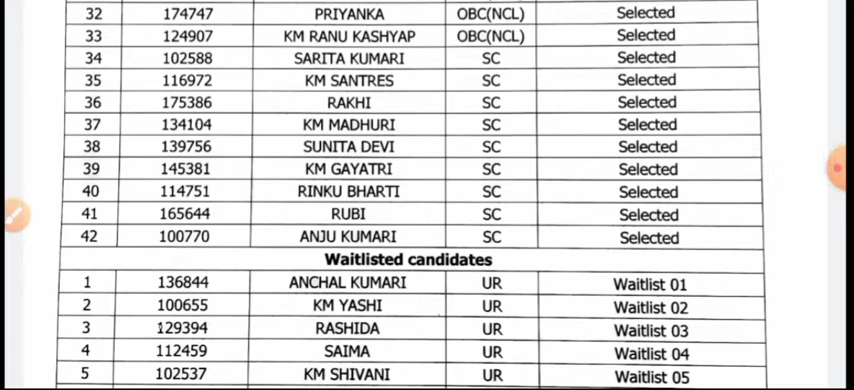 32 174747 PRIYANKA OBC(NCL) Selected
33 124907 KM RANU KASHYAP OBC(NCL) Selected
34 102588 SARITA KUMARI SC Selected
35 116972 KM SANTRES SC Selected
36 175386 RAKHI SC Selected
37 134104 KM MADHURI SC Selected
38 139756 SUNITA DEVI SC Selected
39 145381 KM GAYATRI SC Selected
40 114751 RINKU BHARTI SC Selected
41 165644 RUBI SC Selected
42 100770 ANJU KUMARI SC Selected
Waitlisted candidates
1 136844 ANCHAL KUMARI UR Waitlist 01
2 100655 KM YASHI UR Waitlist 02
3 129394 RASHIDA UR Waitlist 03
4 112459 SAIMA UR Waitlist 04
5 102537 KM SHIVANI UR Waitlist 05